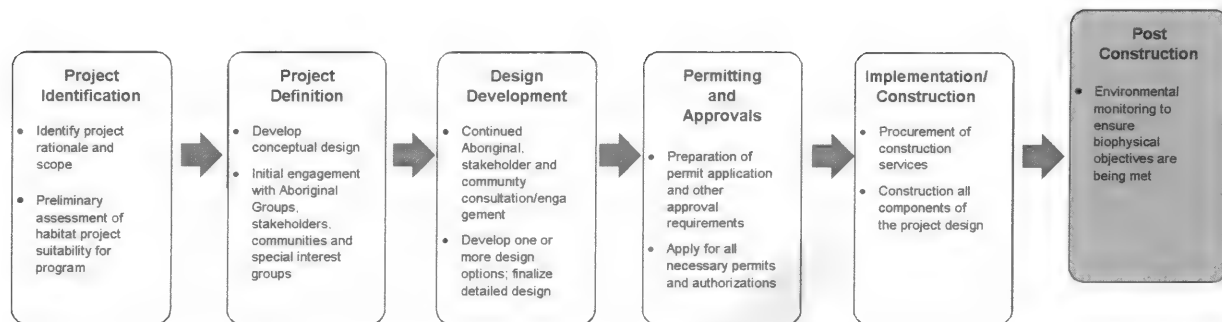 Project
Identification
• Identify project
rationale and
scope
• Preliminary
assessment of
habitat project
suitability for
program
Project
Definition
• Develop
conceptual design
• Initial engagement
with Aboriginal
Groups,
stakeholders,
communities and
special interest
groups
Design
Development
• Continued
Aboriginal,
stakeholder and
community
consultation/enga
gement
• Develop one or
more design
options; finalize
detailed design
Permitting
and
Approvals
• Preparation of
permit application
and other
approval
requirements
• Apply for all
necessary permits
and authorizations
Implementation/
Construction
• Procurement of
construction
services
• Construction all
components of
the project design
Post
Construction
• Environmental
monitoring to
ensure
biophysical
objectives are
being met